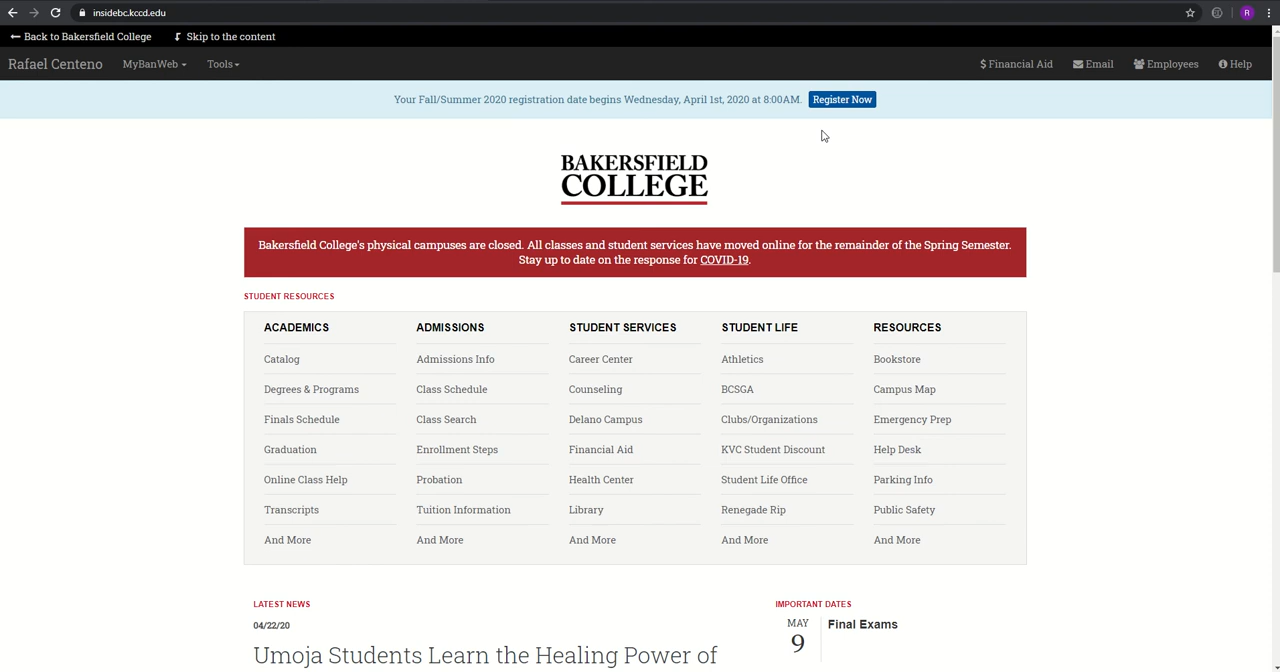 insidebc.kccd.edu
R
Back to Bakersfield College Skip to the content
Rafael Centeno MyBanWeb Tools $ Financial Aid Email Employees Help
Your Fall/Summer 2020 registration date begins Wednesday, April 1st, 2020 at 8:00AM. Register Now
BAKERSFIELD
COLLEGE
Bakersfield College's physical campuses are closed. All classes and student services have moved online for the remainder of the Spring Semester.
Stay up to date on the response for COVID-19.
STUDENT RESOURCES
ACADEMICS
Catalog
Degrees & Programs
Finals Schedule
Graduation
Online Class Help
Transcripts
And More
ADMISSIONS
Admissions Info
Class Schedule
Class Search
Enrollment Steps
Probation
Tuition Information
And More
STUDENT SERVICES
Career Center
Counseling
Delano Campus
Financial Aid
Health Center
Library
And More
STUDENT LIFE
Athletics
BCSGA
Clubs/Organizations
KVC Student Discount
Student Life Office
Renegade Rip
And More
RESOURCES
Bookstore
Campus Map
Emergency Prep
Help Desk
Parking Info
Public Safety
And More
LATEST NEWS
04/22/20
Umoja Students Learn the Healing Power of
IMPORTANT DATES
MAY
9
Final Exams